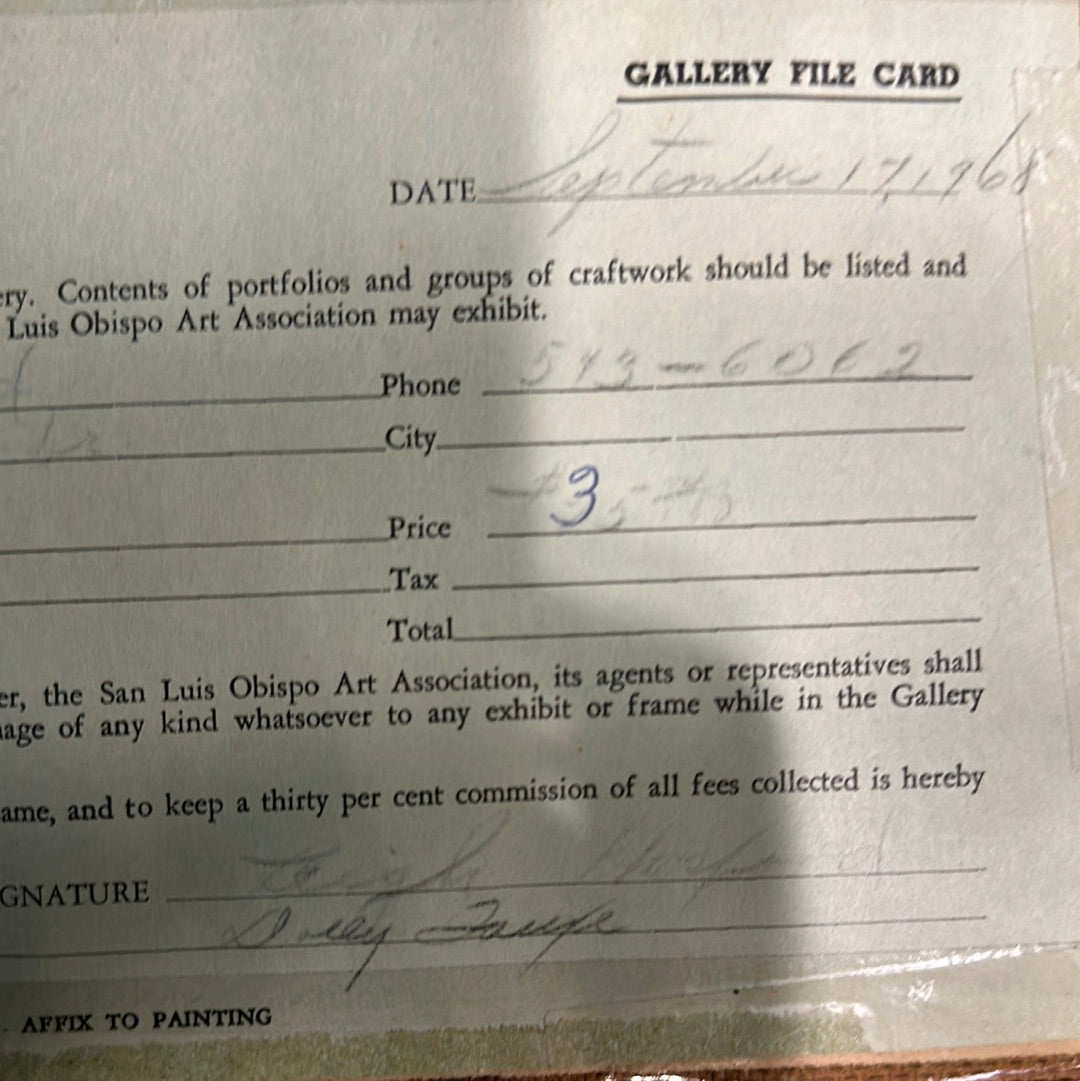 GALLERY FILE CARD
DATE September 17, 1968
ery. Contents of portfolios and groups of craftwork should be listed and
Luis Obispo Art Association may exhibit.
Phone 543-6062
City
Price 3
Tax
Total
er, the San Luis Obispo Art Association, its agents or representatives shall
age of any kind whatsoever to any exhibit or frame while in the Gallery
ame, and to keep a thirty per cent commission of all fees collected is hereby
GNATURE
AFFIX TO PAINTING